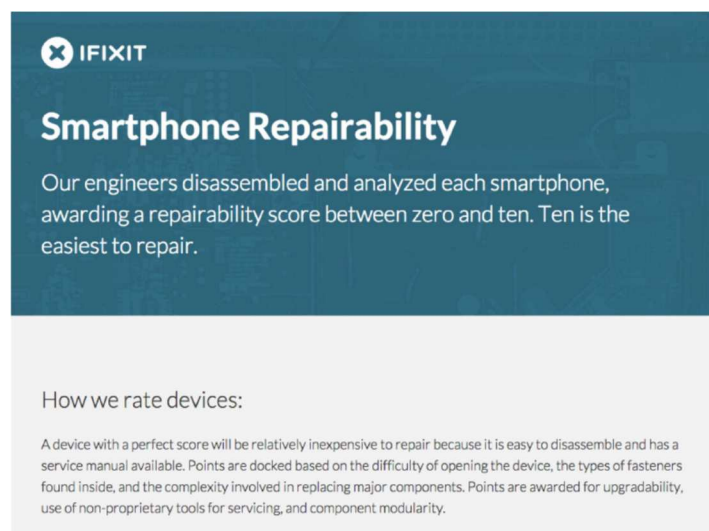 IFIXIT
Smartphone Repairability
Our engineers disassembled and analyzed each smartphone,
awarding a repairability score between zero and ten. Ten is the
easiest to repair.
How we rate devices:
A device with a perfect score will be relatively inexpensive to repair because it is easy to disassemble and has a
service manual available. Points are docked based on the difficulty of opening the device, the types of fasteners
found inside, and the complexity involved in replacing major components. Points are awarded for upgradability,
use of non-proprietary tools for servicing, and component modularity.